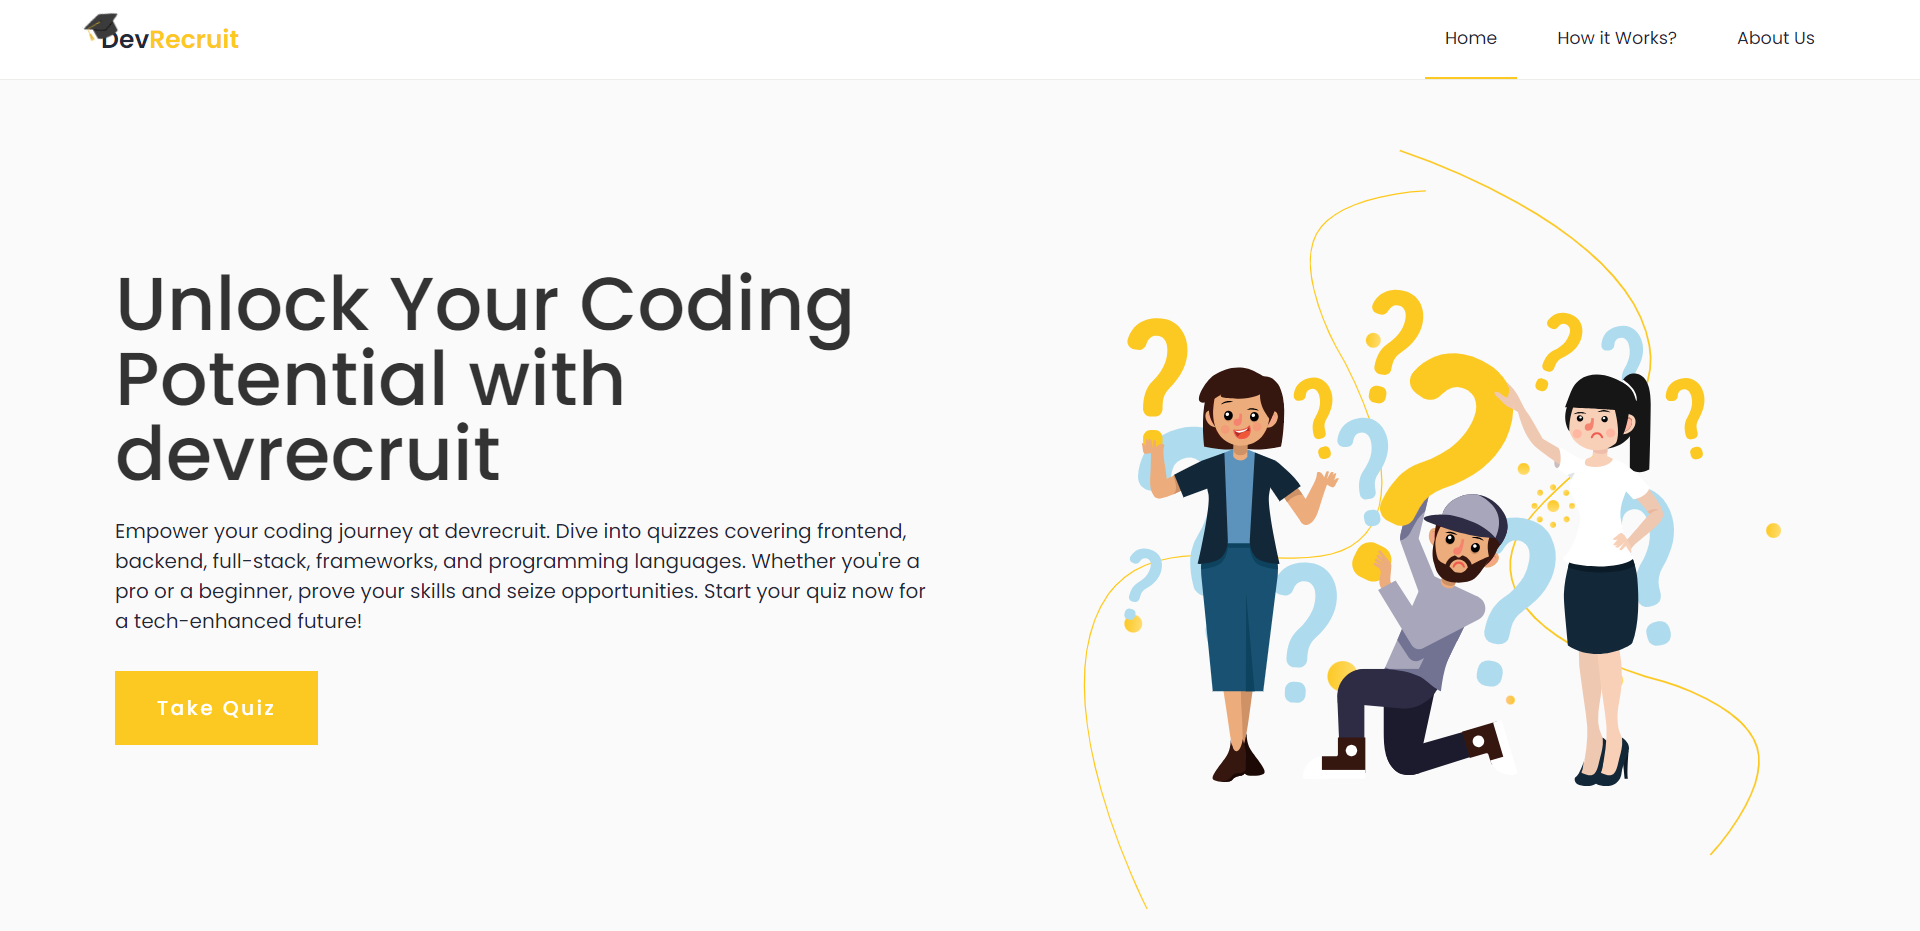 DevRecruit
Home
How it Works?
About Us
Unlock Your Coding
Potential with
devrecruit
Empower your coding journey at devrecruit. Dive into quizzes covering frontend,
backend, full-stack, frameworks, and programming languages. Whether you're a
pro or a beginner, prove your skills and seize opportunities. Start your quiz now for
a tech-enhanced future!
Take Quiz